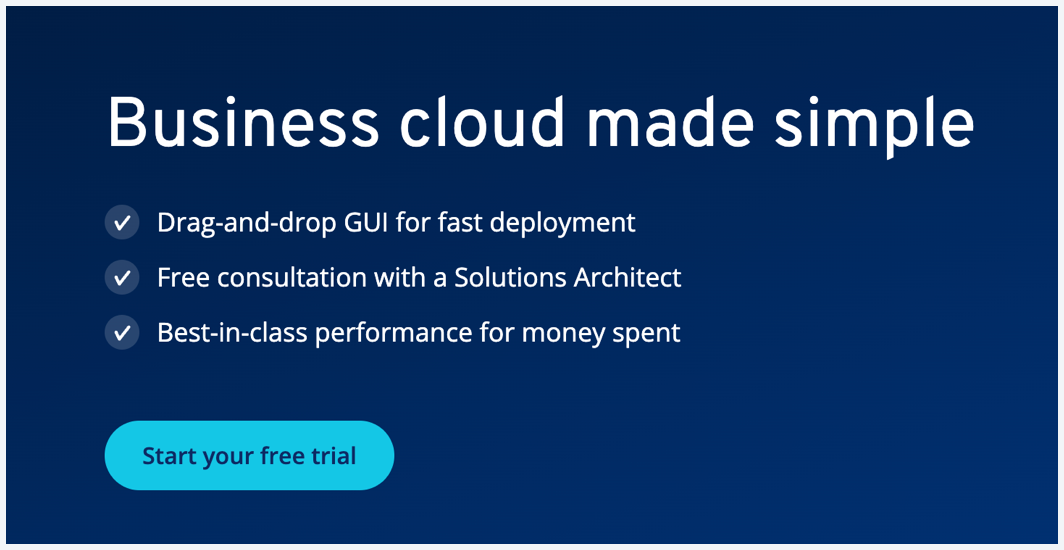 Business cloud made simple
Drag-and-drop GUI for fast deployment
Free consultation with a Solutions Architect
Best-in-class performance for money spent
Start your free trial